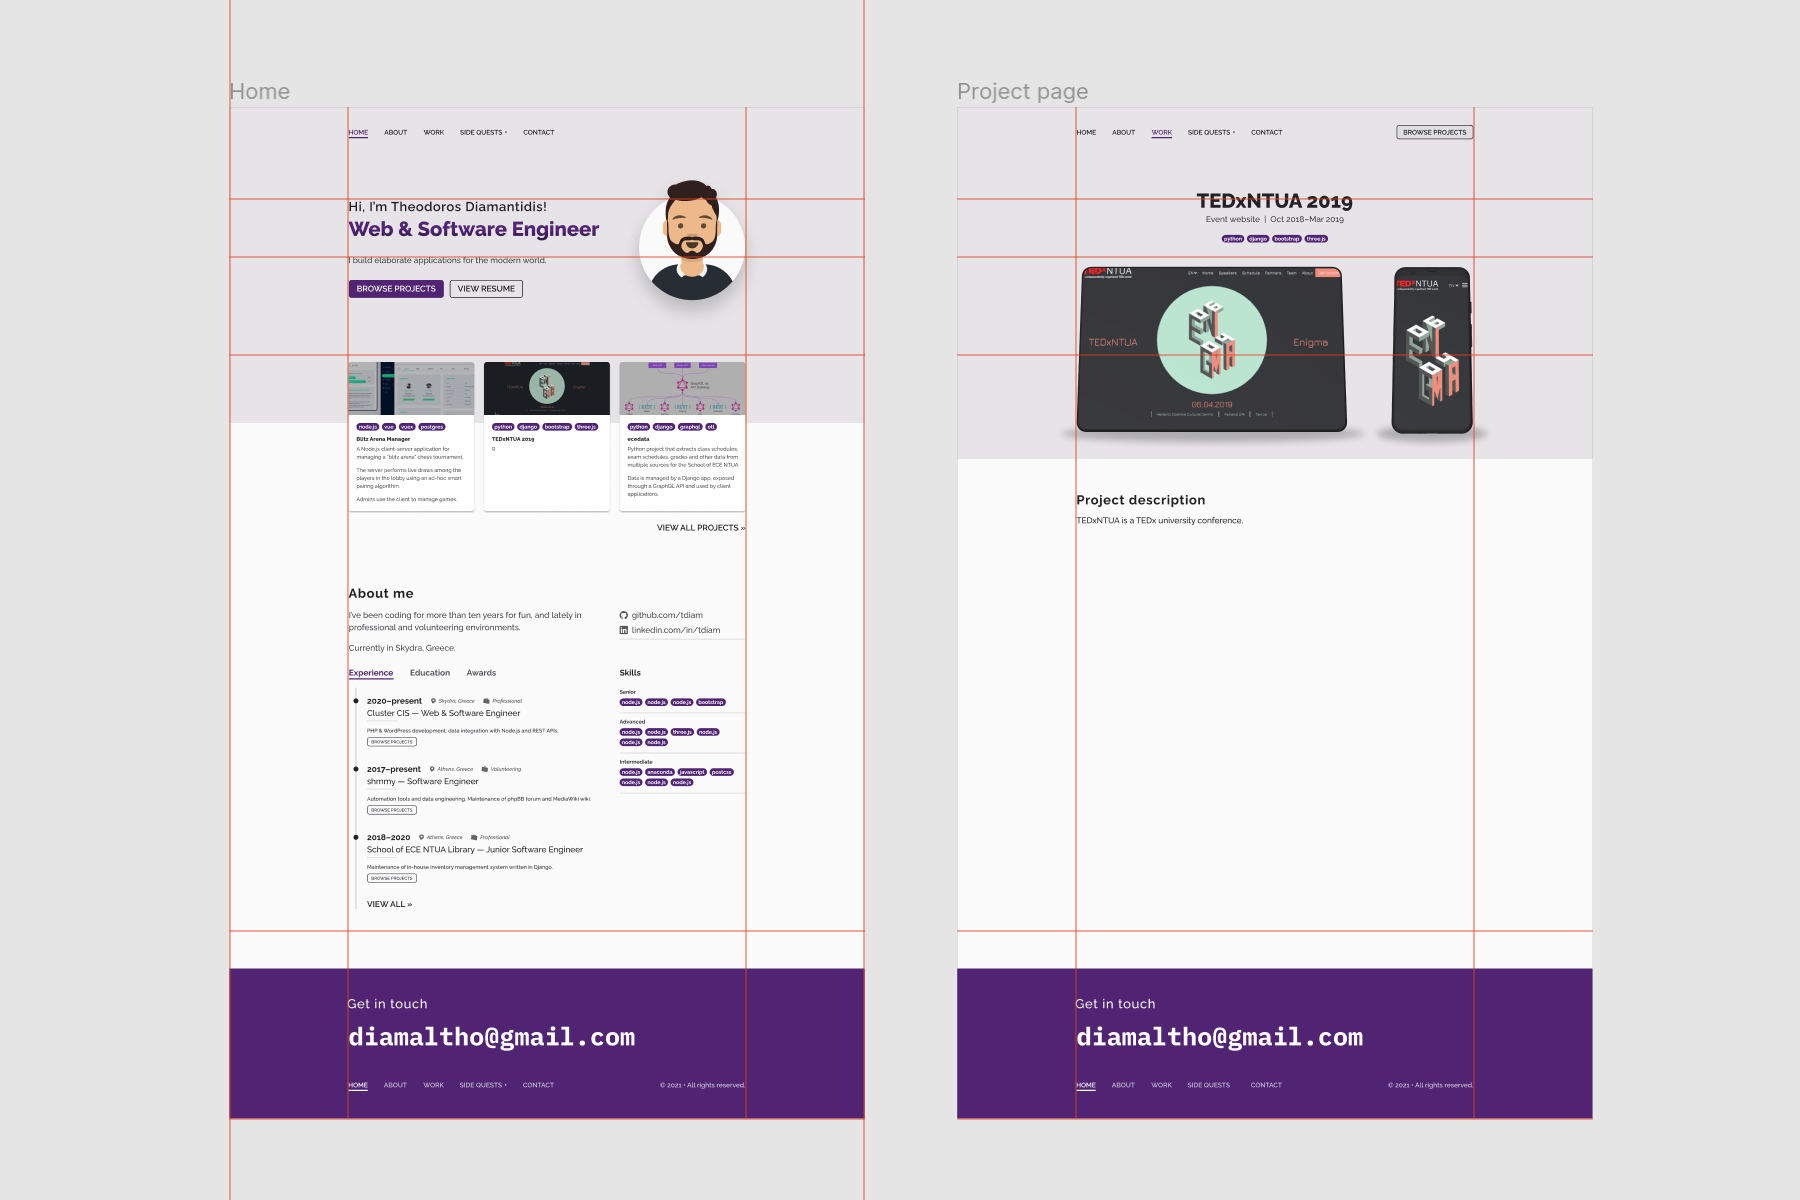 Home
HOME ABOUT WORK SIDE QUESTS CONTACT
Hi, I'm Theodoros Diamantidis!
Web & Software Engineer
I build elaborate applications for the modern world.
BROWSE PROJECTS VIEW RESUME
node.js vue vuex postgres
Blitz Arena Manager
A Node.js client-server application for
managing a "blitz arena" chess tournament.
The server performs live draws among the
players in the lobby using an ad-hoc smart
pairing algorithm.
Admins use the client to manage games.
python django bootstrap three.js
TEDxNTUA 2019
python django graphql etl
ecedata
Python project that extracts class schedules,
exam schedules, grades and other data from
multiple sources for the School of ECE NTUA.
Data is managed by a Django app, exposed
through a GraphQL API and used by client
applications.
VIEW ALL PROJECTS »
About me
I've been coding for more than ten years for fun, and lately in
professional and volunteering environments.
Currently in Skydra, Greece.
github.com/tdiam
linkedin.com/in/tdiam
Experience Education Awards
2020–present Skydra, Greece Professional
Cluster CIS — Web & Software Engineer
PHP & WordPress development, data integration with Node.js and REST APIs.
BROWSE PROJECTS
2017–present Athens, Greece Volunteering
shmmy — Software Engineer
Automation tools and data engineering. Maintenance of phpBB forum and MediaWiki wiki.
BROWSE PROJECTS
2018–2020 Athens, Greece Professional
School of ECE NTUA Library — Junior Software Engineer
Maintenance of in-house inventory management system written in Django.
BROWSE PROJECTS
VIEW ALL »
Skills
Senior
node.js node.js node.js bootstrap
Advanced
node.js node.js three.js node.js
node.js node.js
Intermediate
node.js anaconda javascript postcss
node.js node.js node.js
Get in touch
diamaltho@gmail.com
HOME ABOUT WORK SIDE QUESTS CONTACT
© 2021 • All rights reserved.
Project page
HOME ABOUT WORK SIDE QUESTS CONTACT BROWSE PROJECTS
TEDxNTUA 2019
Event website | Oct 2018–Mar 2019
python django bootstrap three.js
TEDxNTUA
EN Home Speakers Schedule Partners Team About
TEDxNTUA
ENIGMA
Enigma
06.04.2019
TEDxNTUA
EN
ENIGMA
Project description
TEDxNTUA is a TEDx university conference.
Get in touch
diamaltho@gmail.com
HOME ABOUT WORK SIDE QUESTS CONTACT
© 2021 • All rights reserved.